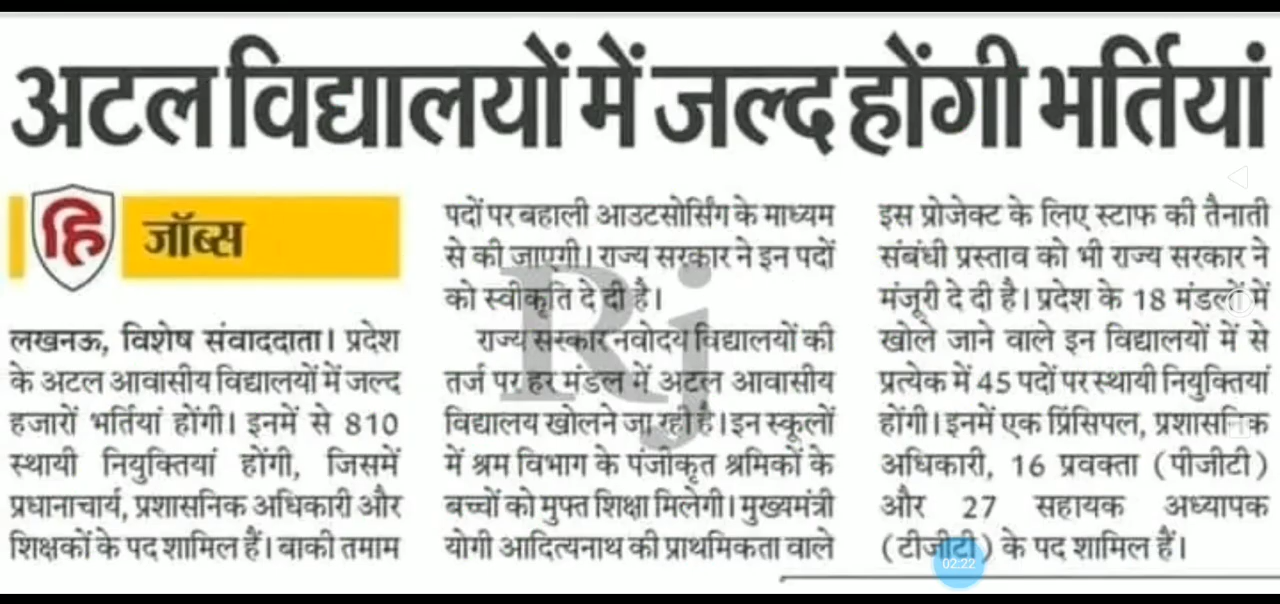 अटल विद्यालयों में जल्द होंगी भर्तियां
हि
जॉब्स
लखनऊ, विशेष संवाददाता। प्रदेश
के अटल आवासीय विद्यालयों में जल्द
हजारों भर्तियां होंगी। इनमें से 810
स्थायी नियुक्तियां होंगी, जिसमें
प्रधानाचार्य, प्रशासनिक अधिकारी और
शिक्षकों के पद शामिल हैं। बाकी तमाम
पदों पर बहाली आउटसोर्सिंग के माध्यम
से की जाएगी। राज्य सरकार ने इन पदों
को स्वीकृति दे दी है।
राज्य सरकार नवोदय विद्यालयों की
तर्ज पर हर मंडल में अटल आवासीय
विद्यालय खोलने जा रही है। इन स्कूलों
में श्रम विभाग के पंजीकृत श्रमिकों के
बच्चों को मुफ्त शिक्षा मिलेगी। मुख्यमंत्री
योगी आदित्यनाथ की प्राथमिकता वाले
इस प्रोजेक्ट के लिए स्टाफ की तैनाती
संबंधी प्रस्ताव को भी राज्य सरकार ने
मंजूरी दे दी है। प्रदेश के 18 मंडलों में
खोले जाने वाले इन विद्यालयों में से
प्रत्येक में 45 पदों पर स्थायी नियुक्तियां
होंगी। इनमें एक प्रिंसिपल, प्रशासनिक
अधिकारी, 16 प्रवक्ता (पीजीटी)
और 27 सहायक अध्यापक
(टीजीटी) के पद शामिल हैं।
Rj
02:22